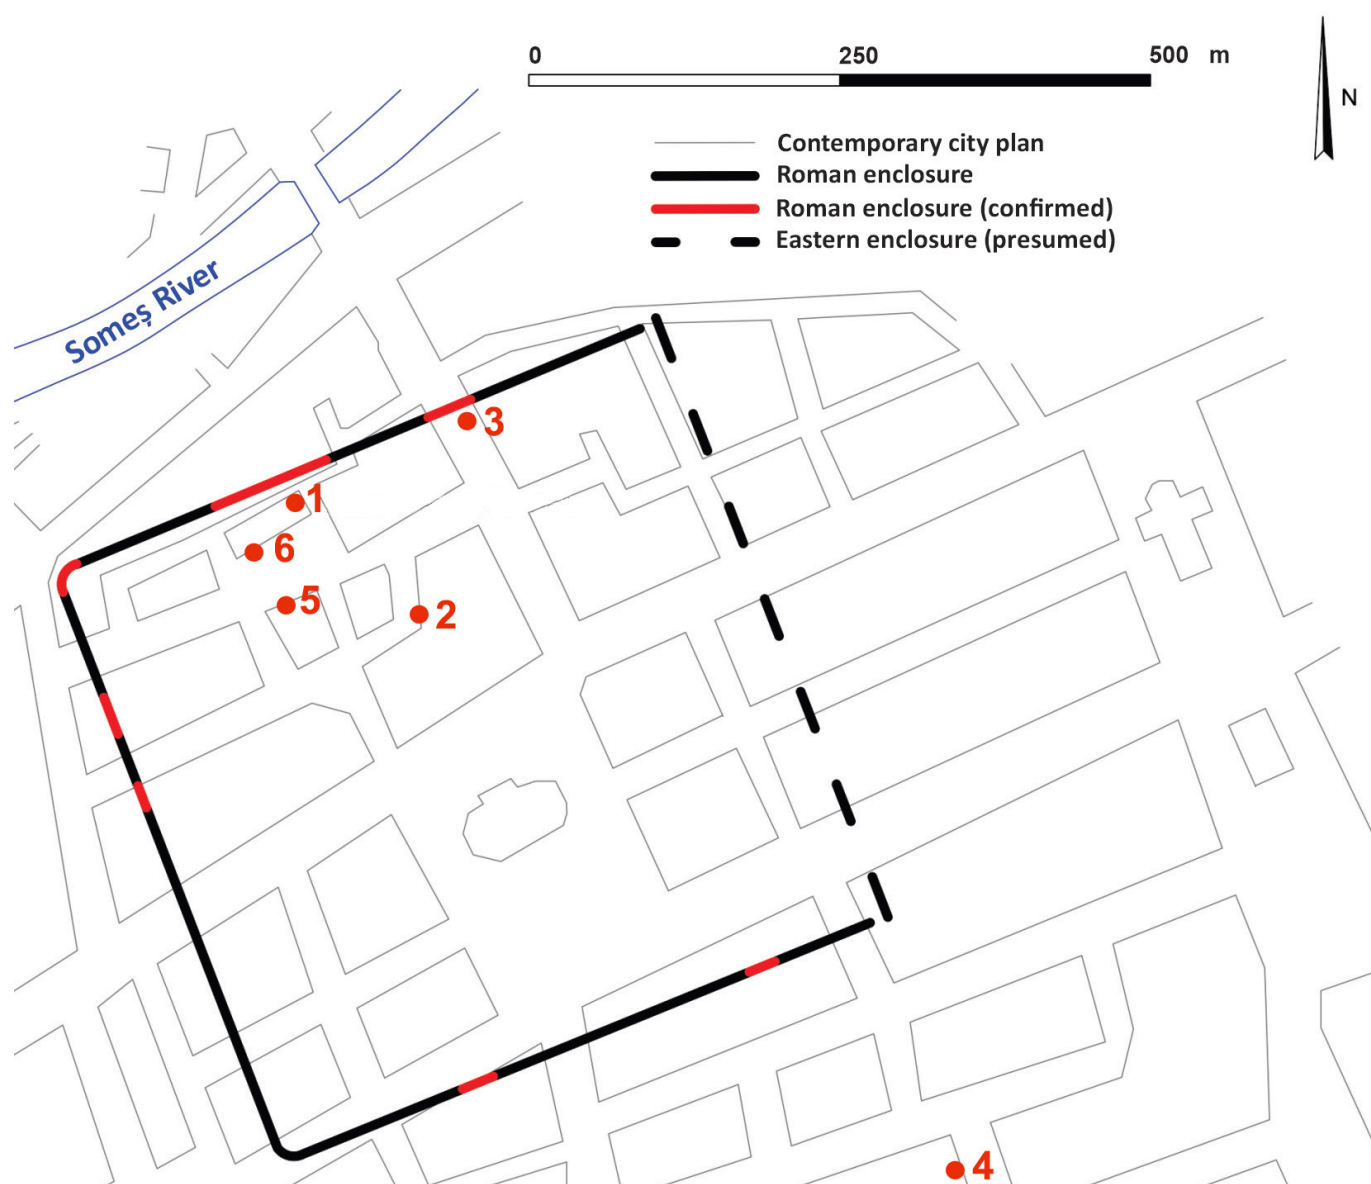 0 250 500 m
N
Contemporary city plan
Roman enclosure
Roman enclosure (confirmed)
Eastern enclosure (presumed)
Someș River
3
1
6
5
2
4